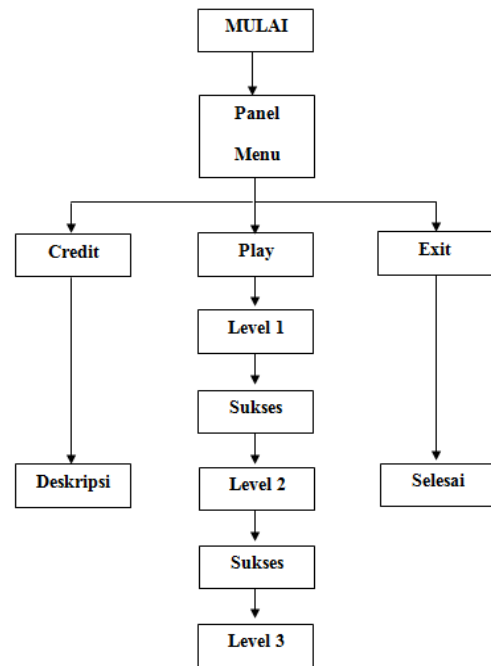 MULAI
Panel
Menu
Credit
Play
Exit
Level 1
Sukses
Deskripsi
Level 2
Selesai
Sukses
Level 3